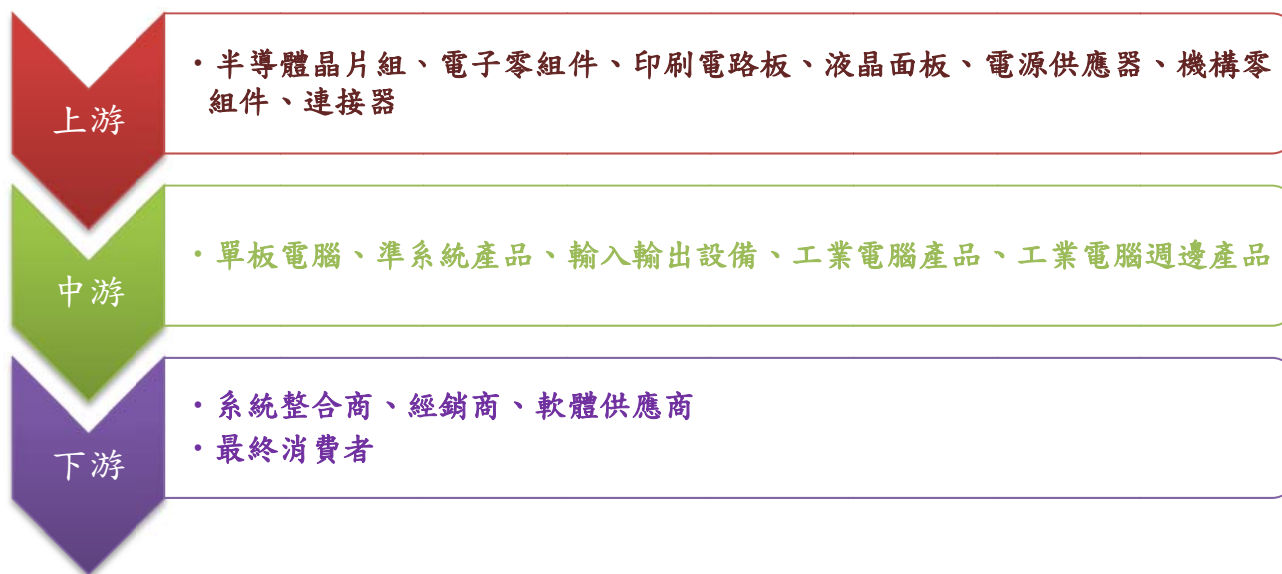 上游
・半導體晶片組、電子零組件、印刷電路板、液晶面板、電源供應器、機構零
組件、連接器
中游
・單板電腦、準系統產品、輸入輸出設備、工業電腦產品、工業電腦週邊產品
下游
・系統整合商、經銷商、軟體供應商
・最終消費者